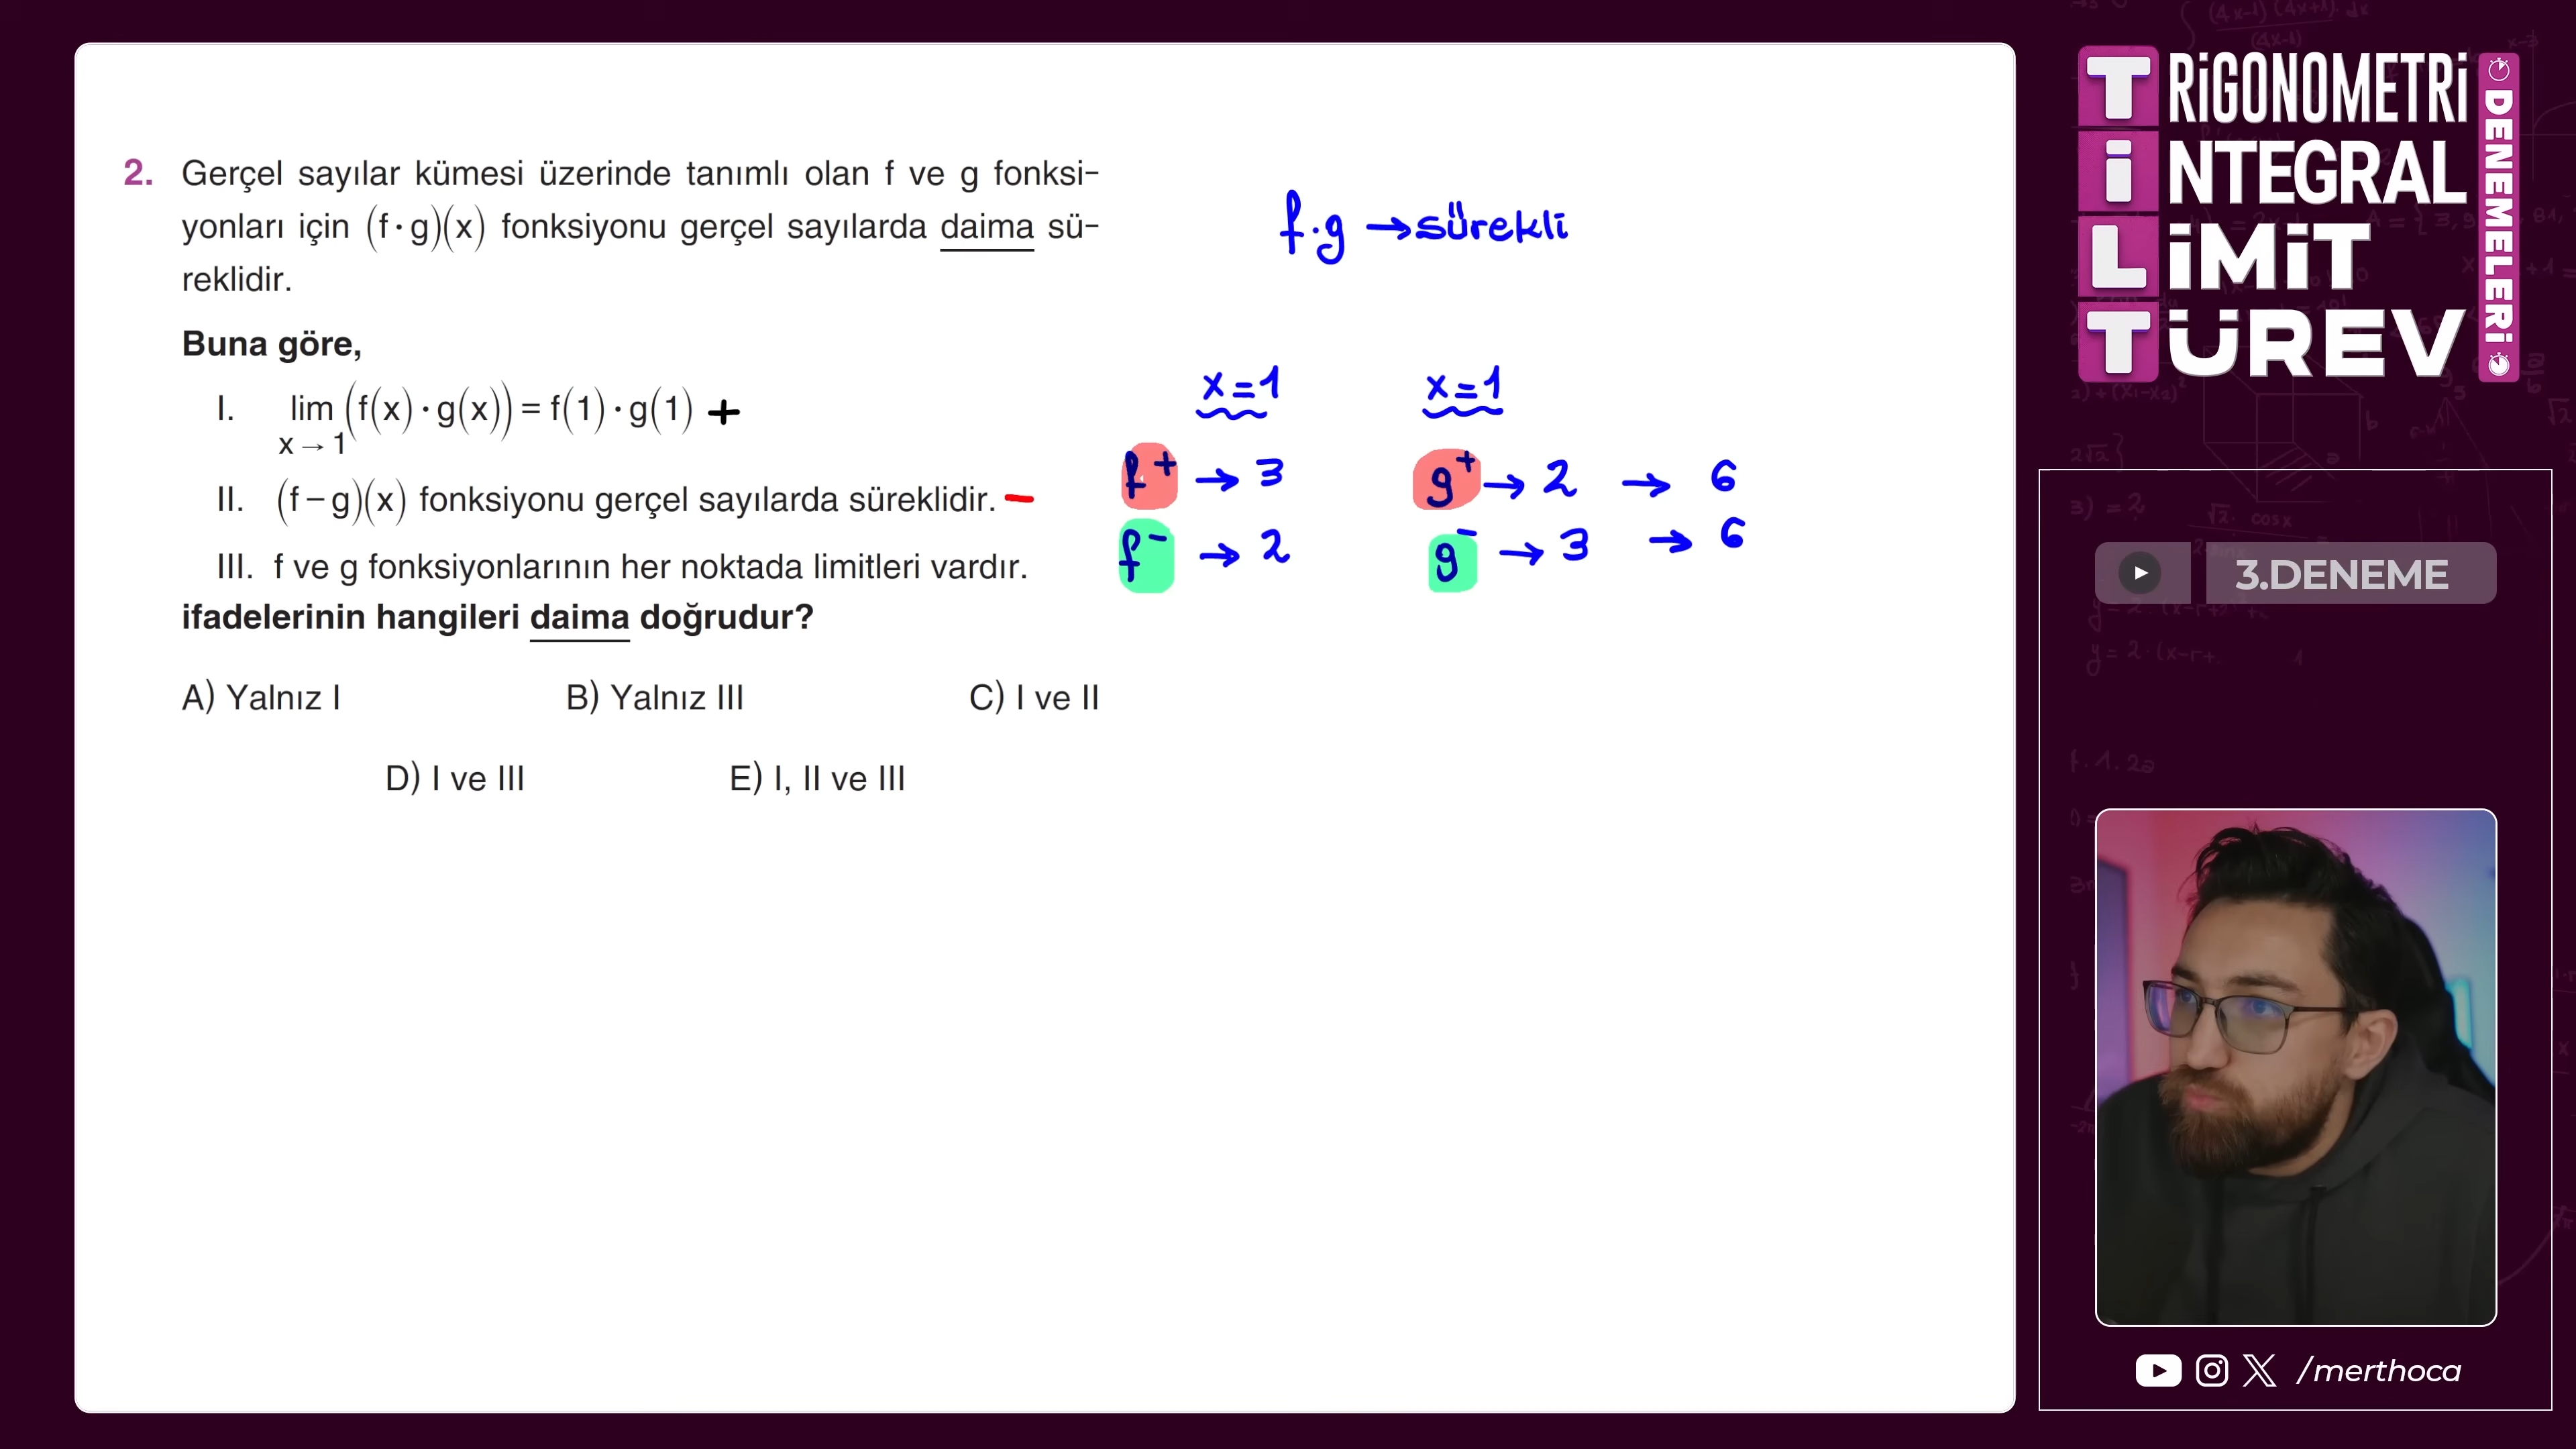 2. Gerçel sayılar kümesi üzerinde tanımlı olan f ve g fonksi-
yonları için (f·g)(x) fonksiyonu gerçel sayılarda daima sü-
reklidir.
Buna göre,
I. lim (f(x)·g(x)) = f(1)·g(1) +
x → 1
II. (f−g)(x) fonksiyonu gerçel sayılarda süreklidir. −
III. f ve g fonksiyonlarının her noktada limitleri vardır.
ifadelerinin hangileri daima doğrudur?
A) Yalnız I B) Yalnız III C) I ve II
D) I ve III E) I, II ve III
f.g → sürekli
x=1 x=1
f⁺ → 3 g⁺ → 2 → 6
f⁻ → 2 g⁻ → 3 → 6
TRiGONOMETRi
iNTEGRAL
LiMiT
TÜREV
DENEMELERi
3.DENEME
/merthoca